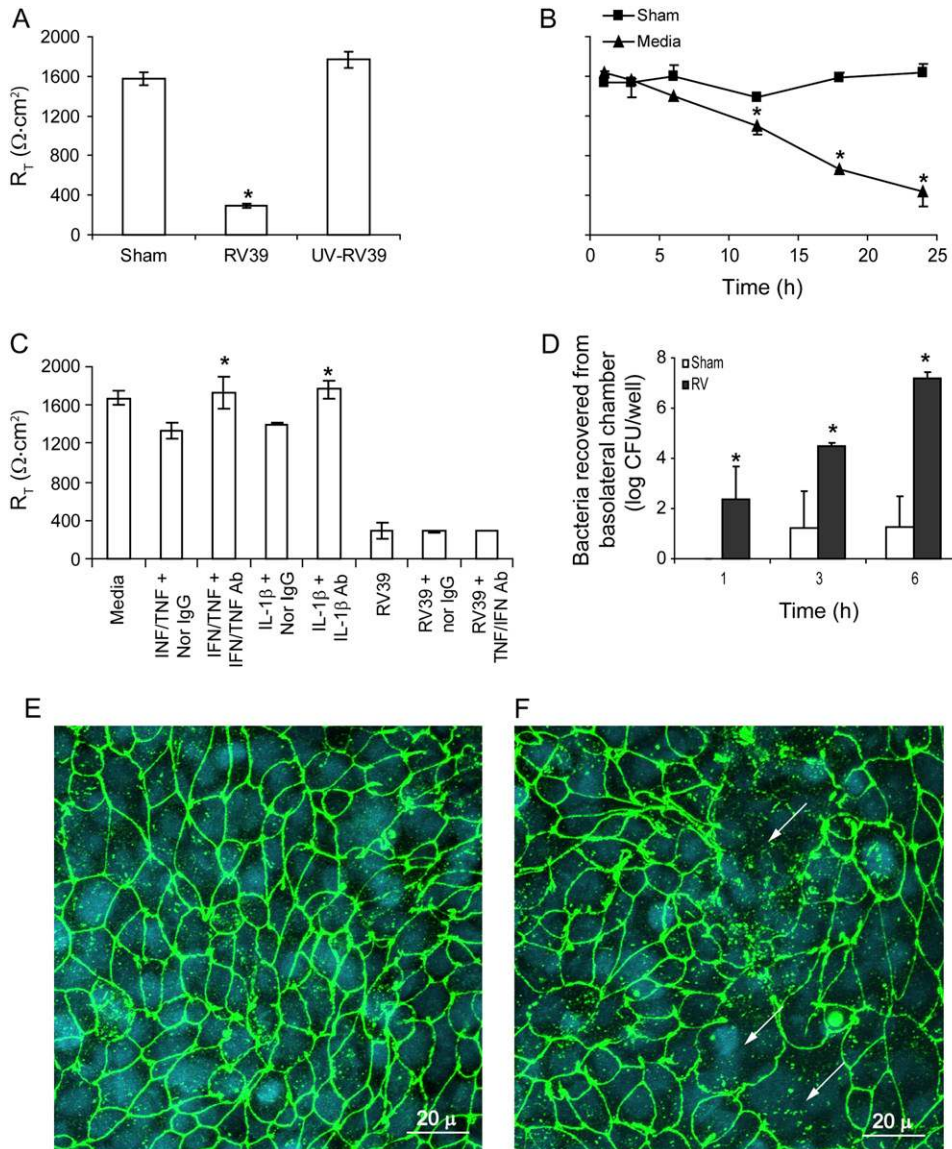 A
2000
1600
1200
800
400
0
R_T (Ω·cm²)
*
Sham
RV39
UV-RV39
B
Sham
Media
*
*
*
0
5
10
15
20
25
Time (h)
C
2000
1600
1200
800
400
0
R_T (Ω·cm²)
*
*
Media
INF/TNF +
Nor IgG
IFN/TNF +
IFN/TNF Ab
IL-1β +
Nor IgG
IL-1β +
IL-1β Ab
RV39
RV39 +
nor IgG
RV39 +
TNF/IFN Ab
D
Bacteria recovered from
basolateral chamber
(log CFU/well)
8
4
2
0
Sham
RV
*
*
*
1
3
6
Time (h)
E
20 μ
F
20 μ